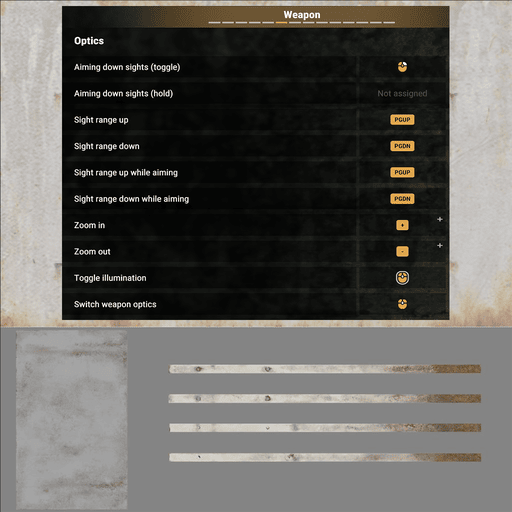 Weapon
Optics
Aiming down sights (toggle)
Aiming down sights (hold) Not assigned
Sight range up PGUP
Sight range down PGDN
Sight range up while aiming PGUP
Sight range down while aiming PGDN
Zoom in + +
Zoom out - +
Toggle illumination
Switch weapon optics